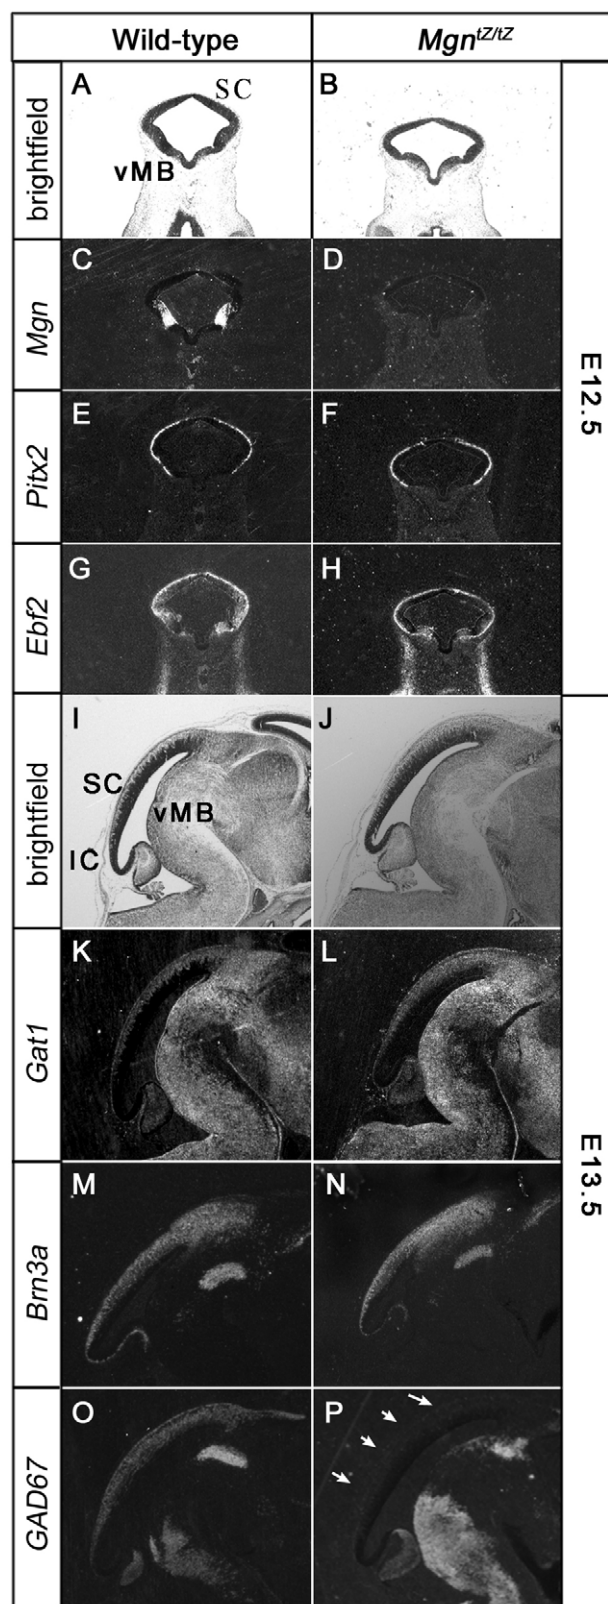 Wild-type
Mgn^tZ/tZ
brightfield
A
SC
vMB
B
E12.5
Mgn
C
D
Pitx2
E
F
Ebf2
G
H
brightfield
I
SC
vMB
IC
J
E13.5
Gat1
K
L
Brn3a
M
N
GAD67
O
P